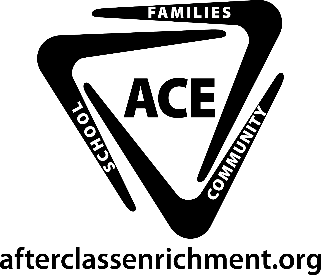 FAMILIES
ACE
SCHOOL
COMMUNITY
afterclassenrichment.org